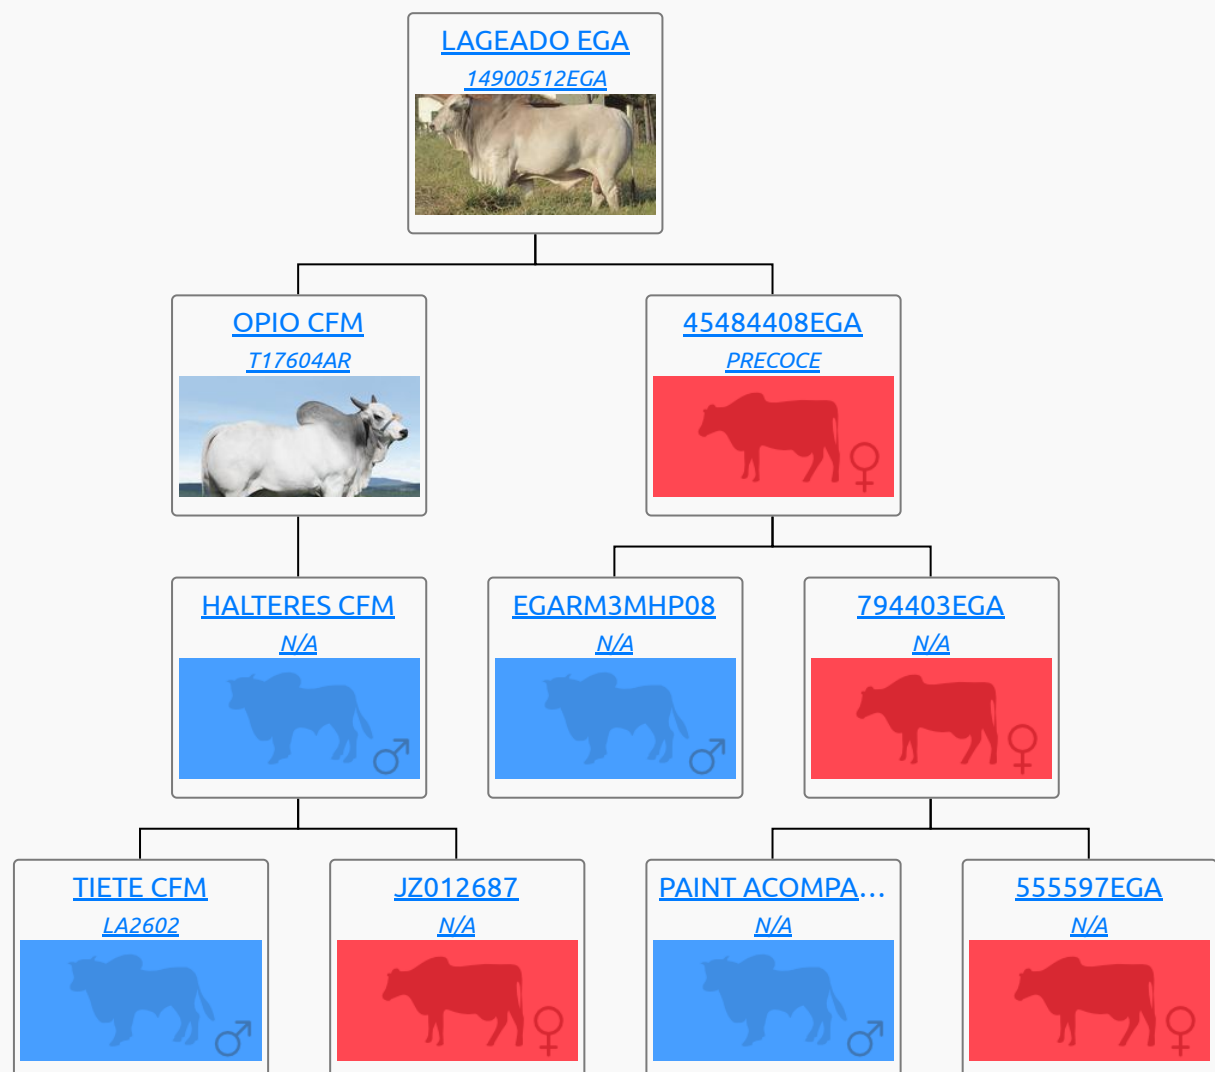 LAGEADO EGA
14900512EGA
OPIO CFM
T17604AR
45484408EGA
PRECOCE
HALTERES CFM
N/A
EGARM3MHP08
N/A
794403EGA
N/A
TIETE CFM
LA2602
JZ012687
N/A
PAINT ACOMPA...
N/A
555597EGA
N/A